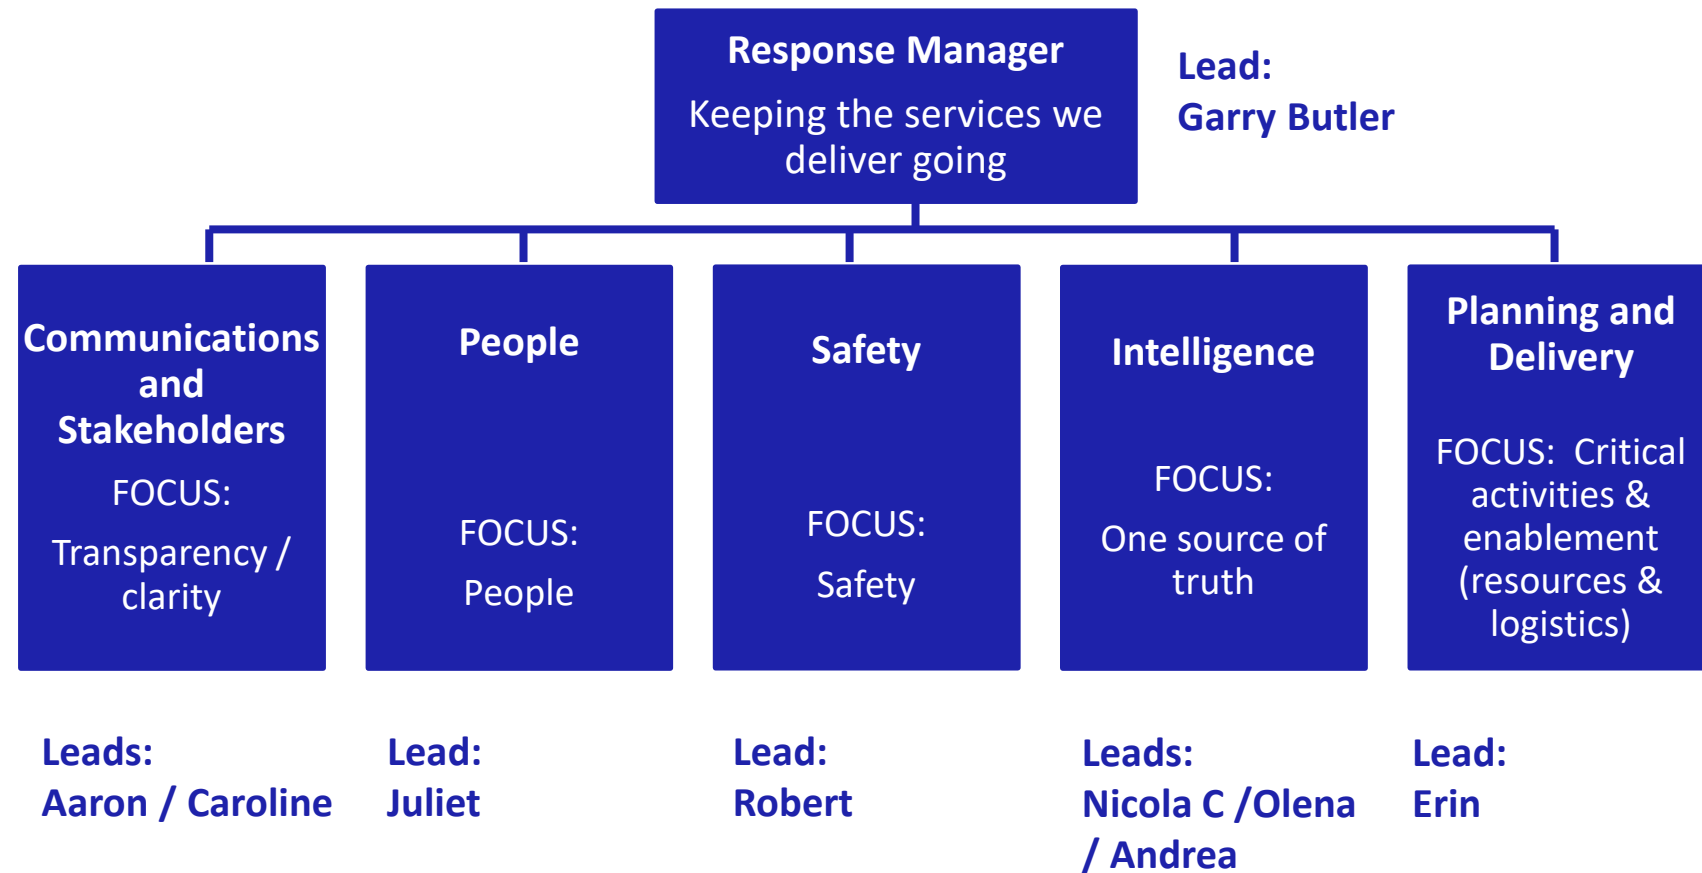 Response Manager
Keeping the services we
deliver going
Lead:
Garry Butler
Communications
and
Stakeholders
FOCUS:
Transparency /
clarity
People
FOCUS:
People
Safety
FOCUS:
Safety
Intelligence
FOCUS:
One source of
truth
Planning and
Delivery
FOCUS:  Critical
activities &
enablement
(resources &
logistics)
Leads:
Aaron / Caroline
Lead:
Juliet
Lead:
Robert
Leads:
Nicola C /Olena
/ Andrea
Lead:
Erin